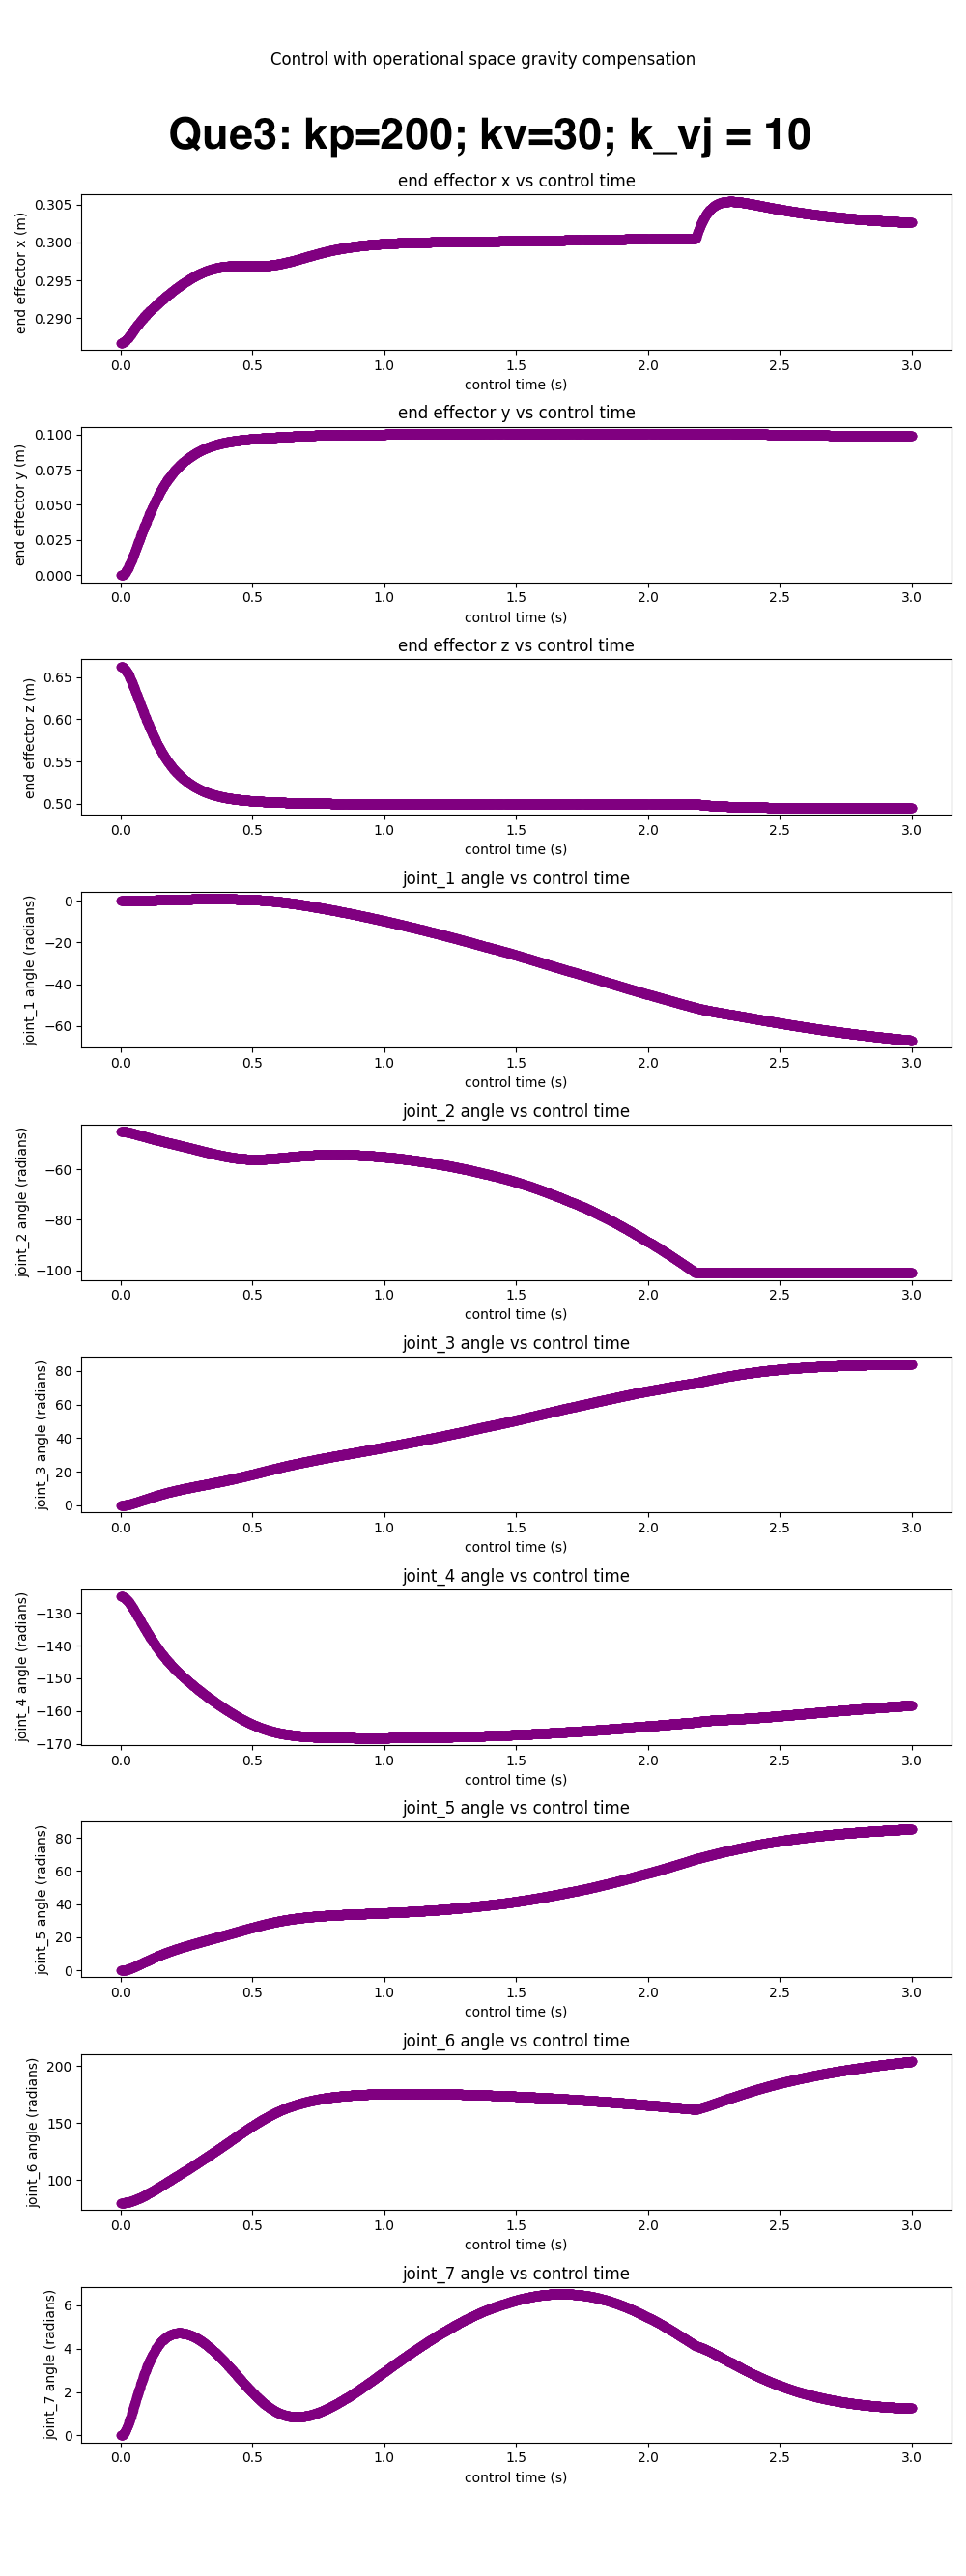 Control with operational space gravity compensation
Que3: kp=200; kv=30; k_vj = 10
end effector x vs control time
end effector x (m)
0.305
0.300
0.295
0.290
0.0 0.5 1.0 1.5 2.0 2.5 3.0
control time (s)
end effector y vs control time
end effector y (m)
0.100
0.075
0.050
0.025
0.000
0.0 0.5 1.0 1.5 2.0 2.5 3.0
control time (s)
end effector z vs control time
end effector z (m)
0.65
0.60
0.55
0.50
0.0 0.5 1.0 1.5 2.0 2.5 3.0
control time (s)
joint_1 angle vs control time
joint_1 angle (radians)
0
−20
−40
−60
0.0 0.5 1.0 1.5 2.0 2.5 3.0
control time (s)
joint_2 angle vs control time
joint_2 angle (radians)
−60
−80
−100
0.0 0.5 1.0 1.5 2.0 2.5 3.0
control time (s)
joint_3 angle vs control time
joint_3 angle (radians)
80
60
40
20
0
0.0 0.5 1.0 1.5 2.0 2.5 3.0
control time (s)
joint_4 angle vs control time
joint_4 angle (radians)
−130
−140
−150
−160
−170
0.0 0.5 1.0 1.5 2.0 2.5 3.0
control time (s)
joint_5 angle vs control time
joint_5 angle (radians)
80
60
40
20
0
0.0 0.5 1.0 1.5 2.0 2.5 3.0
control time (s)
joint_6 angle vs control time
joint_6 angle (radians)
200
150
100
0.0 0.5 1.0 1.5 2.0 2.5 3.0
control time (s)
joint_7 angle vs control time
joint_7 angle (radians)
6
4
2
0
0.0 0.5 1.0 1.5 2.0 2.5 3.0
control time (s)